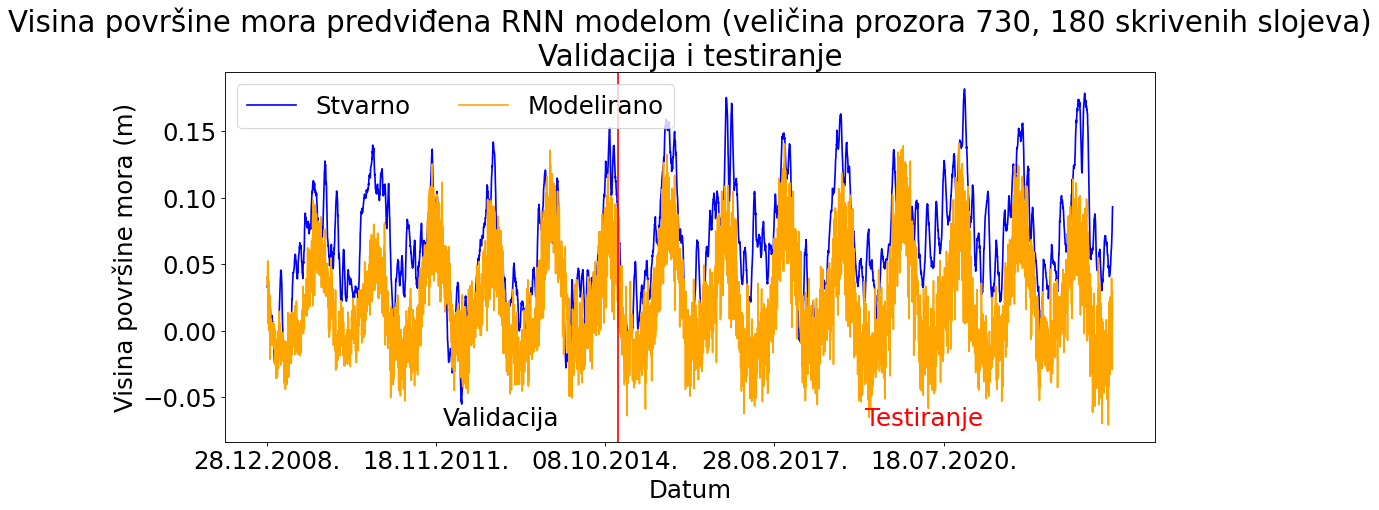 Visina površine mora predviđena RNN modelom (veličina prozora 730, 180 skrivenih slojeva)
Validacija i testiranje
Stvarno Modelirano
Visina površine mora (m)
0.15
0.10
0.05
0.00
−0.05
Validacija Testiranje
28.12.2008. 18.11.2011. 08.10.2014. 28.08.2017. 18.07.2020.
Datum